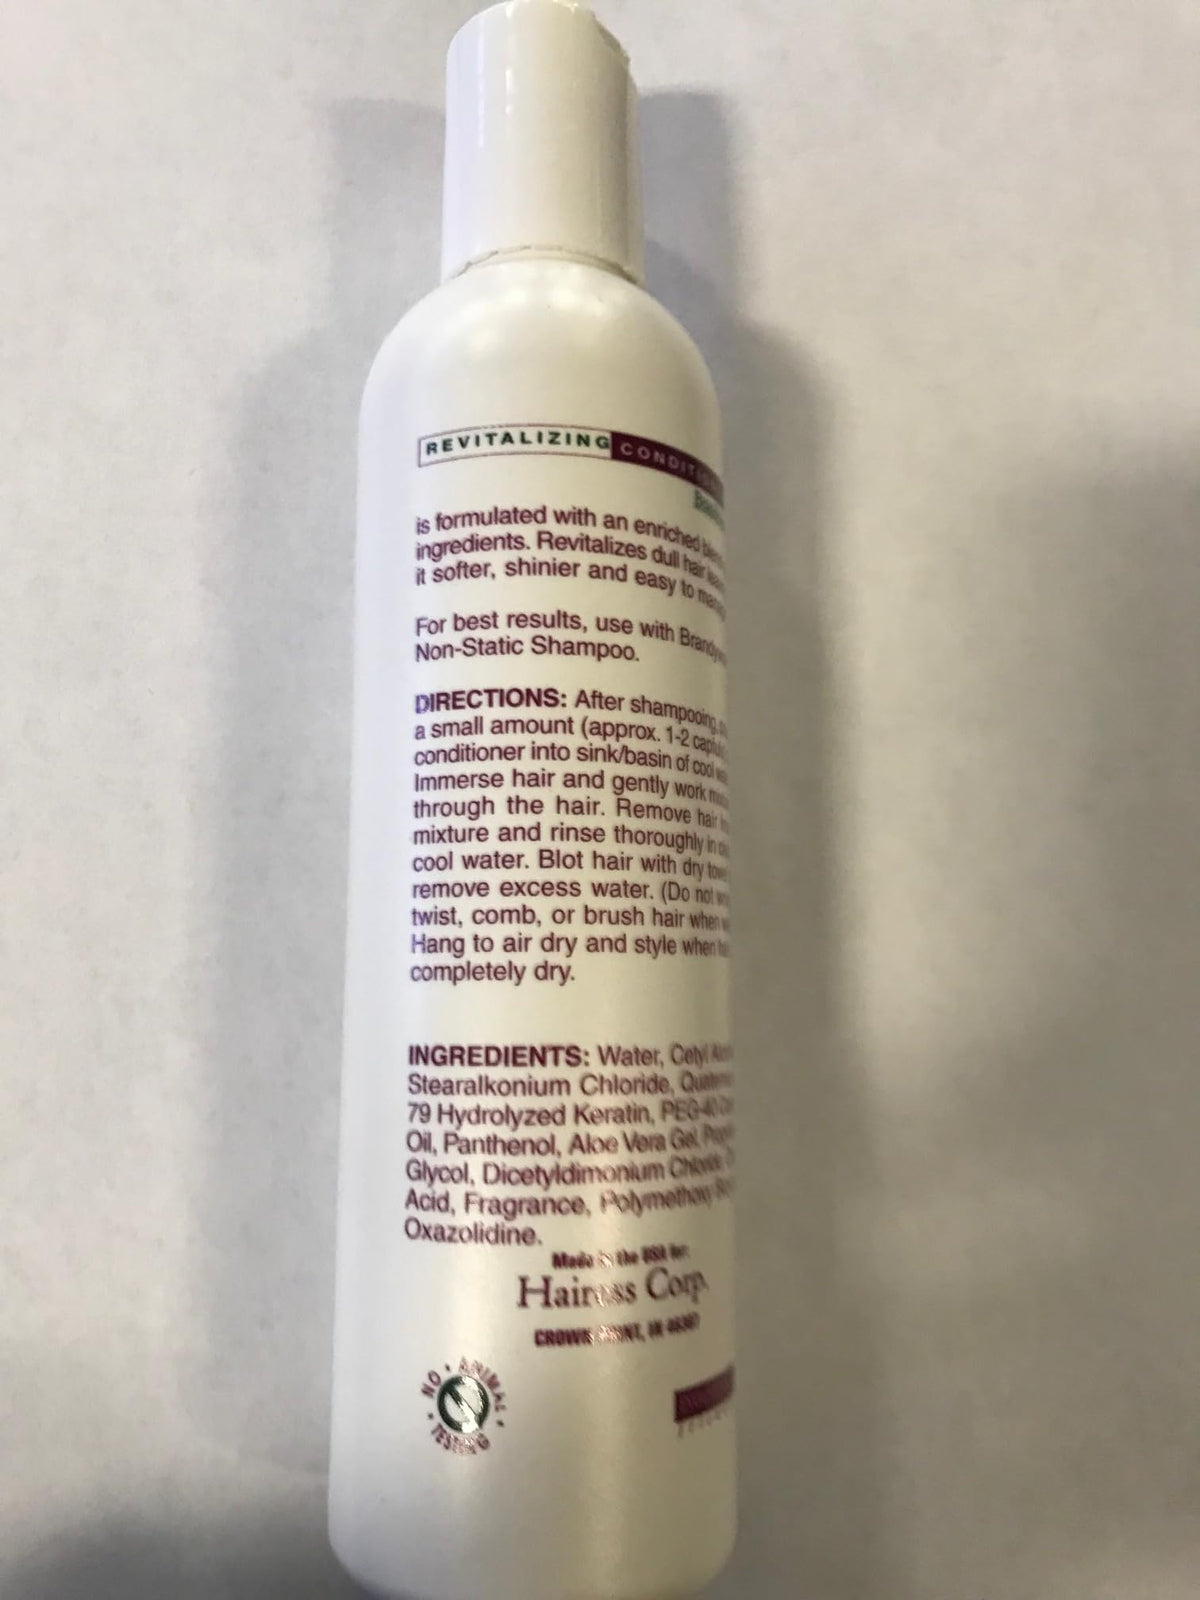 REVITALIZING
is formulated with an enriched
ingredients. Revitalizes dull hair
it softer, shinier and easy to
For best results, use with
Non-Static Shampoo.
DIRECTIONS: After shampooing,
a small amount (approx. 1-2
conditioner into sink/basin of cool
Immerse hair and gently work
through the hair. Remove hair
mixture and rinse thoroughly in
cool water. Blot hair with dry
remove excess water. (Do not
twist, comb, or brush hair when
Hang to air dry and style when
completely dry.
INGREDIENTS: Water, Cetyl
Stearalkonium Chloride,
79 Hydrolyzed Keratin, PEG-40
Oil, Panthenol, Aloe Vera Gel,
Glycol, Dicetyldimonium Chloride
Acid, Fragrance, Polymethoxy
Oxazolidine.
Made in the USA for:
Hairess Corp.
CROWN POINT, IN
NO • ANIMAL • TESTING